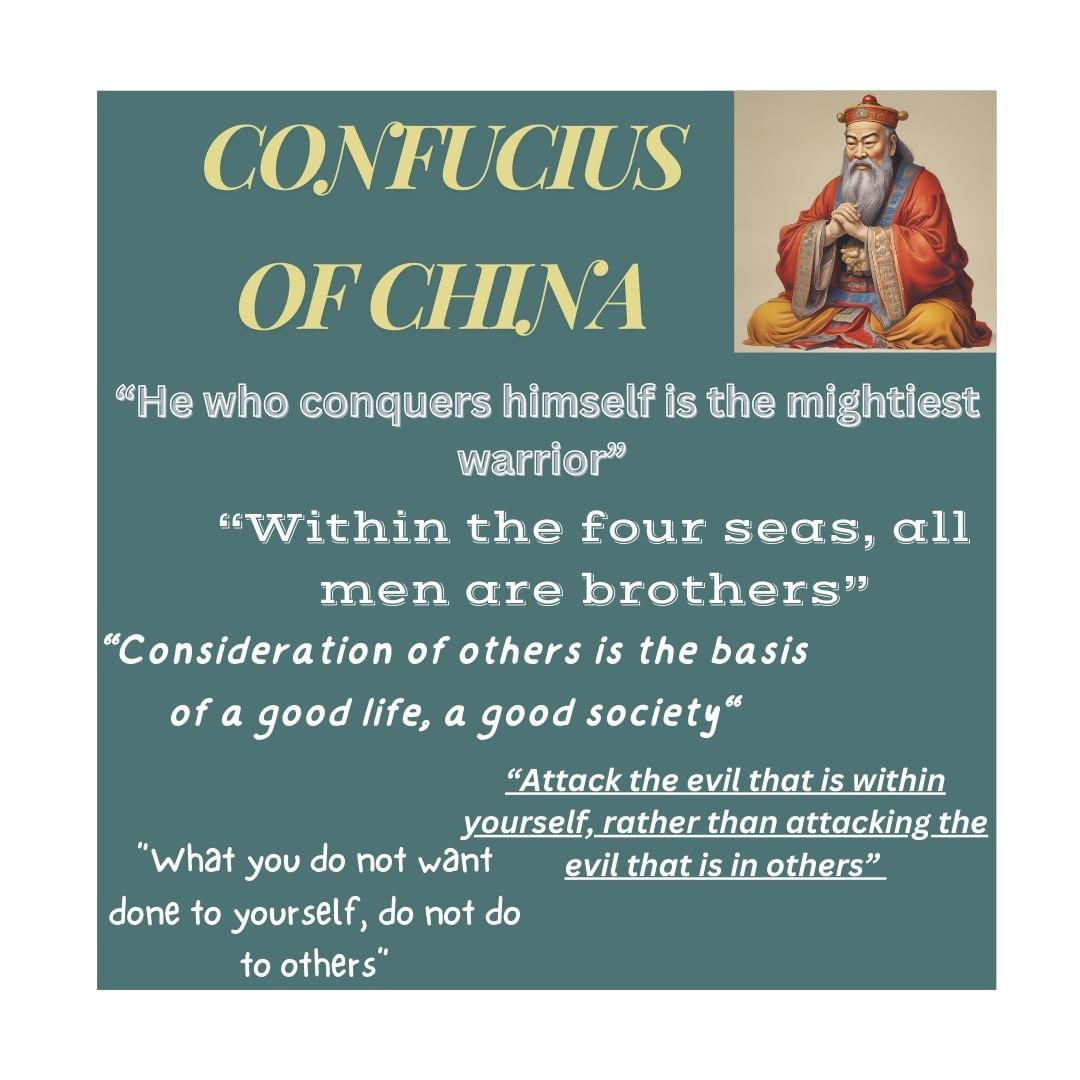 CONFUCIUS
OF CHINA
“He who conquers himself is the mightiest
warrior”
“Within the four seas, all
men are brothers”
“Consideration of others is the basis
of a good life, a good society“
“Attack the evil that is within
yourself, rather than attacking the
evil that is in others”
"What you do not want
done to yourself, do not do
to others"